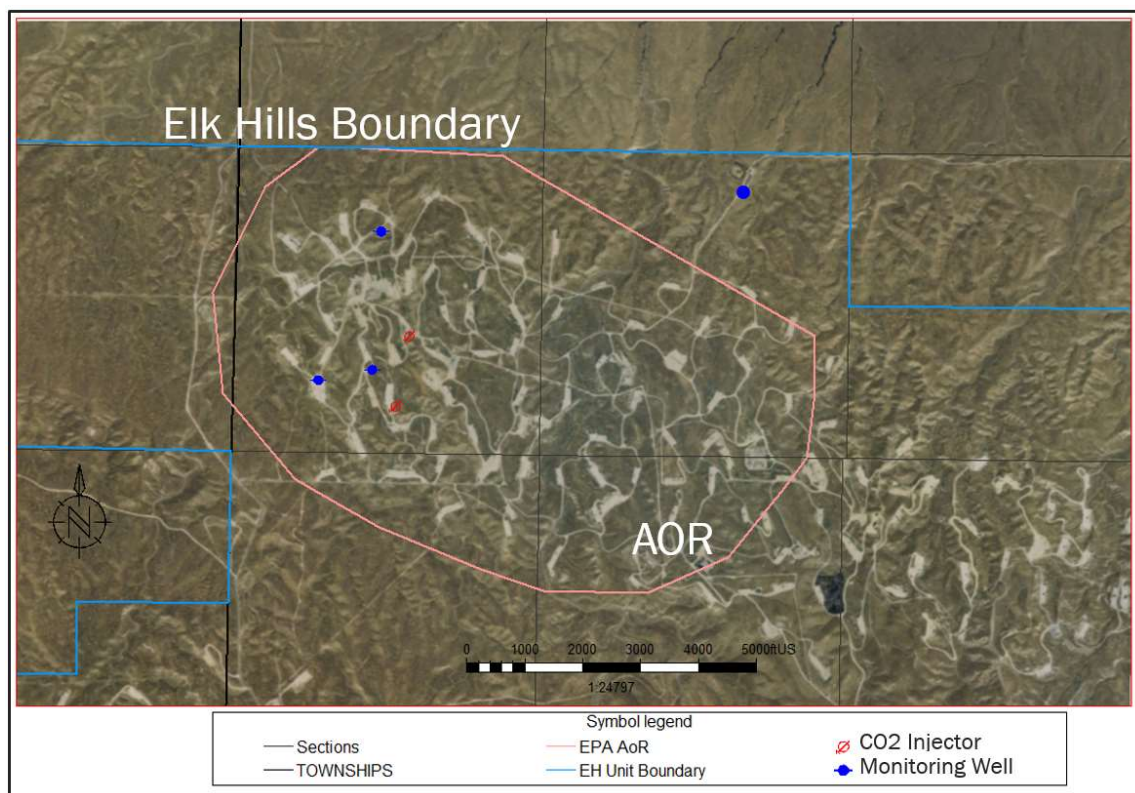 Elk Hills Boundary
N
AOR
0 1000 2000 3000 4000 5000ftUS
1:24797
Symbol legend
Sections
EPA AoR
CO2 Injector
TOWNSHIPS
EH Unit Boundary
Monitoring Well